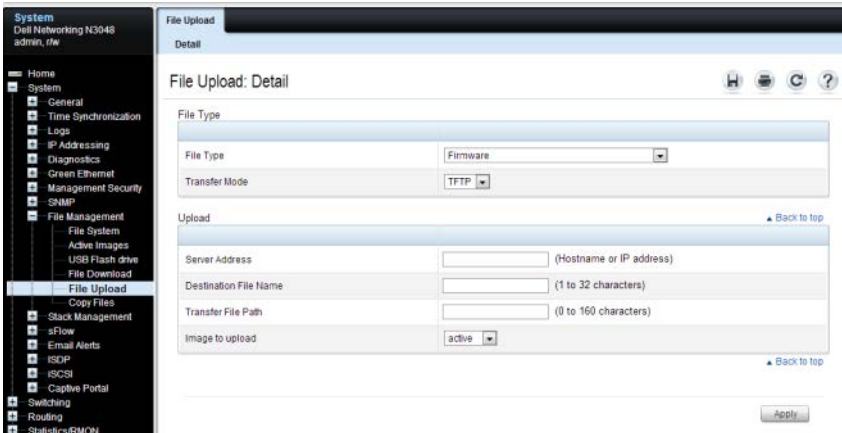 System
Dell Networking N3048
admin, r/w
Home
System
General
Time Synchronization
Logs
IP Addressing
Diagnostics
Green Ethernet
Management Security
SNMP
File Management
File System
Active Images
USB Flash drive
File Download
File Upload
Copy Files
Stack Management
sFlow
Email Alerts
ISDP
iSCSI
Captive Portal
Switching
Routing
Statistics/RMON
File Upload
Detail
File Upload: Detail
?
File Type
File Type Firmware
Transfer Mode TFTP
Upload Back to top
Server Address (Hostname or IP address)
Destination File Name (1 to 32 characters)
Transfer File Path (0 to 160 characters)
Image to upload active
Back to top
Apply